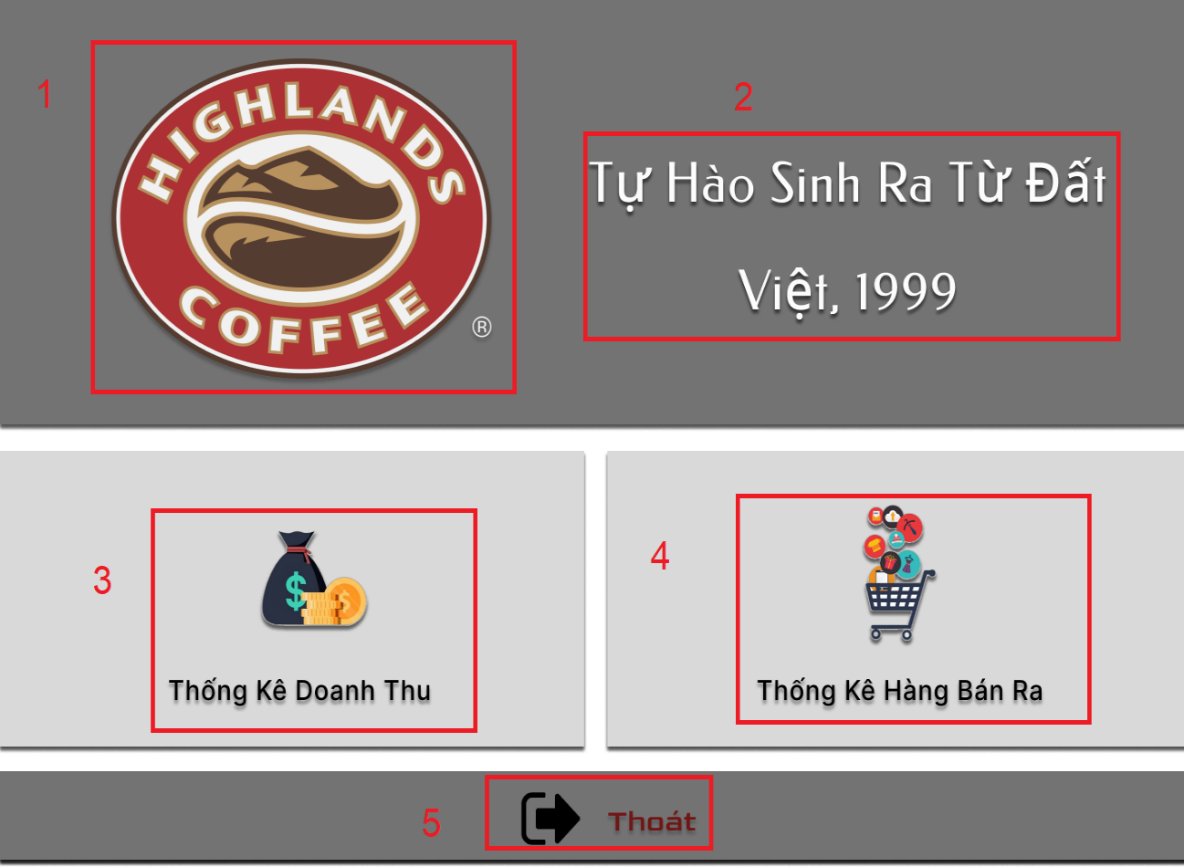 1
HIGHLANDS
COFFEE
®
2
Tự Hào Sinh Ra Từ Đất
Việt, 1999
3
$ $
Thống Kê Doanh Thu
4
Thống Kê Hàng Bán Ra
5
Thoát